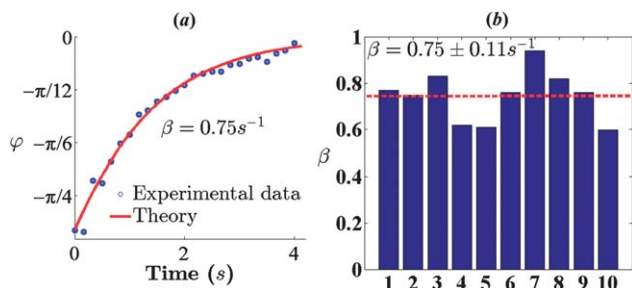 (a)
0
−π/12
−π/6
−π/4
φ
β = 0.75s⁻¹
Experimental data
Theory
0 2 4
Time (s)
(b)
β = 0.75 ± 0.11s⁻¹
1
0.8
0.6
0.4
0.2
0
β
1 2 3 4 5 6 7 8 9 10